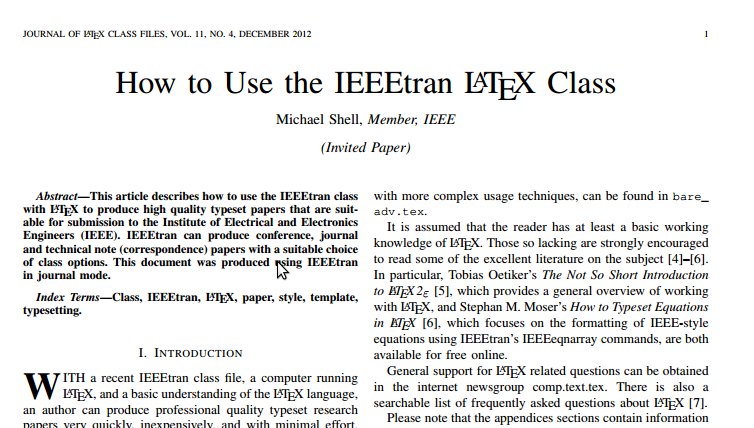 JOURNAL OF LATEX CLASS FILES, VOL. 11, NO. 4, DECEMBER 2012
1
How to Use the IEEEtran LATEX Class
Michael Shell, Member, IEEE
(Invited Paper)
Abstract—This article describes how to use the IEEEtran class
with LATEX to produce high quality typeset papers that are suit-
able for submission to the Institute of Electrical and Electronics
Engineers (IEEE). IEEEtran can produce conference, journal
and technical note (correspondence) papers with a suitable choice
of class options. This document was produced using IEEEtran
in journal mode.
Index Terms—Class, IEEEtran, LATEX, paper, style, template,
typesetting.
I. INTRODUCTION
WITH a recent IEEEtran class file, a computer running
LATEX, and a basic understanding of the LATEX language,
an author can produce professional quality typeset research
papers very quickly, inexpensively, and with minimal effort.
with more complex usage techniques, can be found in bare_
adv.tex.
It is assumed that the reader has at least a basic working
knowledge of LATEX. Those so lacking are strongly encouraged
to read some of the excellent literature on the subject [4]–[6].
In particular, Tobias Oetiker's The Not So Short Introduction
to LATEX 2ε [5], which provides a general overview of working
with LATEX, and Stephan M. Moser's How to Typeset Equations
in LATEX [6], which focuses on the formatting of IEEE-style
equations using IEEEtran's IEEEeqnarray commands, are both
available for free online.
General support for LATEX related questions can be obtained
in the internet newsgroup comp.text.tex. There is also a
searchable list of frequently asked questions about LATEX [7].
Please note that the appendices sections contain information